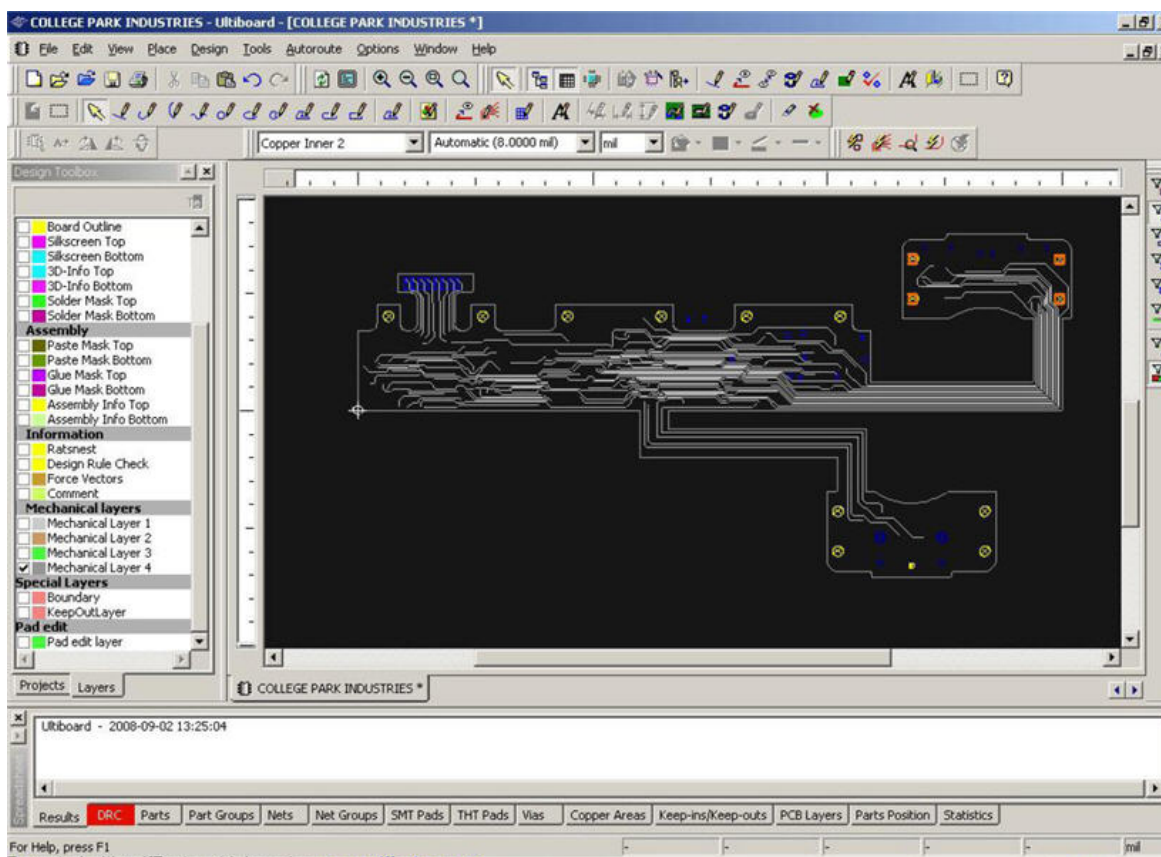 COLLEGE PARK INDUSTRIES - Ultiboard - [COLLEGE PARK INDUSTRIES *]
File Edit View Place Design Tools Autoroute Options Window Help
Copper Inner 2 Automatic (8.0000 mil) mil
Design Toolbox
Board Outline
Silkscreen Top
Silkscreen Bottom
3D-Info Top
3D-Info Bottom
Solder Mask Top
Solder Mask Bottom
Assembly
Paste Mask Top
Paste Mask Bottom
Glue Mask Top
Glue Mask Bottom
Assembly Info Top
Assembly Info Bottom
Information
Ratsnest
Design Rule Check
Force Vectors
Comment
Mechanical layers
Mechanical Layer 1
Mechanical Layer 2
Mechanical Layer 3
Mechanical Layer 4
Special Layers
Boundary
KeepOutLayer
Pad edit
Pad edit layer
Projects Layers
COLLEGE PARK INDUSTRIES *
Ultiboard - 2008-09-02 13:25:04
Spreadsheet
Results DRC Parts Part Groups Nets Net Groups SMT Pads THT Pads Vias Copper Areas Keep-ins/Keep-outs PCB Layers Parts Position Statistics
For Help, press F1 mil